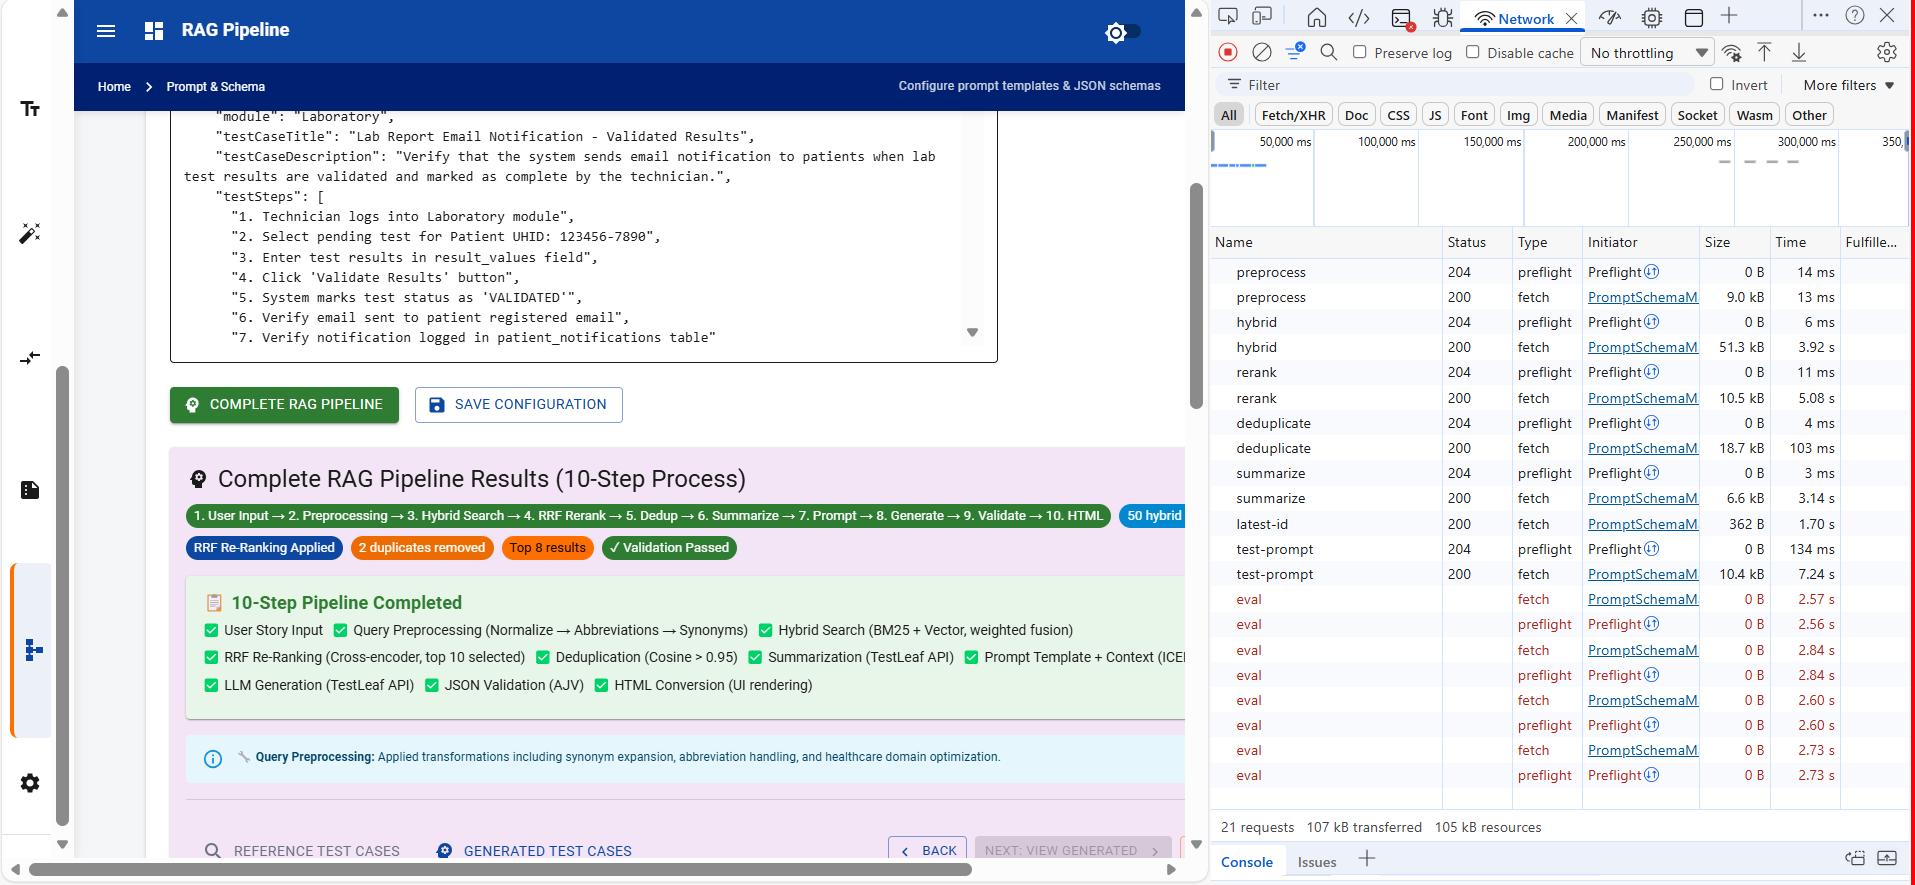 RAG Pipeline
Home > Prompt & Schema
Configure prompt templates & JSON schemas
"module": "Laboratory",
"testCaseTitle": "Lab Report Email Notification - Validated Results",
"testCaseDescription": "Verify that the system sends email notification to patients when lab
test results are validated and marked as complete by the technician.",
"testSteps": [
"1. Technician logs into Laboratory module",
"2. Select pending test for Patient UHID: 123456-7890",
"3. Enter test results in result_values field",
"4. Click 'Validate Results' button",
"5. System marks test status as 'VALIDATED'",
"6. Verify email sent to patient registered email",
"7. Verify notification logged in patient_notifications table"
COMPLETE RAG PIPELINE
SAVE CONFIGURATION
Complete RAG Pipeline Results (10-Step Process)
1. User Input → 2. Preprocessing → 3. Hybrid Search → 4. RRF Rerank → 5. Dedup → 6. Summarize → 7. Prompt → 8. Generate → 9. Validate → 10. HTML
50 hybrid
RRF Re-Ranking Applied
2 duplicates removed
Top 8 results
✓ Validation Passed
10-Step Pipeline Completed
User Story Input
Query Preprocessing (Normalize → Abbreviations → Synonyms)
Hybrid Search (BM25 + Vector, weighted fusion)
RRF Re-Ranking (Cross-encoder, top 10 selected)
Deduplication (Cosine > 0.95)
Summarization (TestLeaf API)
Prompt Template + Context (ICE
LLM Generation (TestLeaf API)
JSON Validation (AJV)
HTML Conversion (UI rendering)
Query Preprocessing: Applied transformations including synonym expansion, abbreviation handling, and healthcare domain optimization.
REFERENCE TEST CASES
GENERATED TEST CASES
BACK
NEXT: VIEW GENERATED
Network
Preserve log
Disable cache
No throttling
Filter
Invert
More filters
All Fetch/XHR Doc CSS JS Font Img Media Manifest Socket Wasm Other
50,000 ms 100,000 ms 150,000 ms 200,000 ms 250,000 ms 300,000 ms 350,
Name Status Type Initiator Size Time Fulfille...
preprocess 204 preflight Preflight 0 B 14 ms
preprocess 200 fetch PromptSchemaM 9.0 kB 13 ms
hybrid 204 preflight Preflight 0 B 6 ms
hybrid 200 fetch PromptSchemaM 51.3 kB 3.92 s
rerank 204 preflight Preflight 0 B 11 ms
rerank 200 fetch PromptSchemaM 10.5 kB 5.08 s
deduplicate 204 preflight Preflight 0 B 4 ms
deduplicate 200 fetch PromptSchemaM 18.7 kB 103 ms
summarize 204 preflight Preflight 0 B 3 ms
summarize 200 fetch PromptSchemaM 6.6 kB 3.14 s
latest-id 200 fetch PromptSchemaM 362 B 1.70 s
test-prompt 204 preflight Preflight 0 B 134 ms
test-prompt 200 fetch PromptSchemaM 10.4 kB 7.24 s
eval fetch PromptSchemaM 0 B 2.57 s
eval preflight Preflight 0 B 2.56 s
eval fetch PromptSchemaM 0 B 2.84 s
eval preflight Preflight 0 B 2.84 s
eval fetch PromptSchemaM 0 B 2.60 s
eval preflight Preflight 0 B 2.60 s
eval fetch PromptSchemaM 0 B 2.73 s
eval preflight Preflight 0 B 2.73 s
21 requests 107 kB transferred 105 kB resources
Console Issues